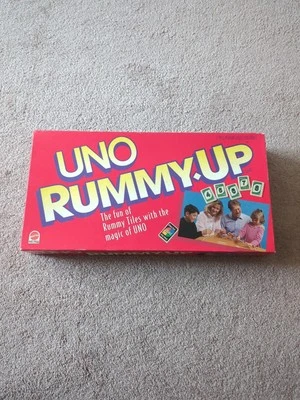 UNO
RUMMY·UP
The fun of
Rummy Tiles with the
magic of UNO